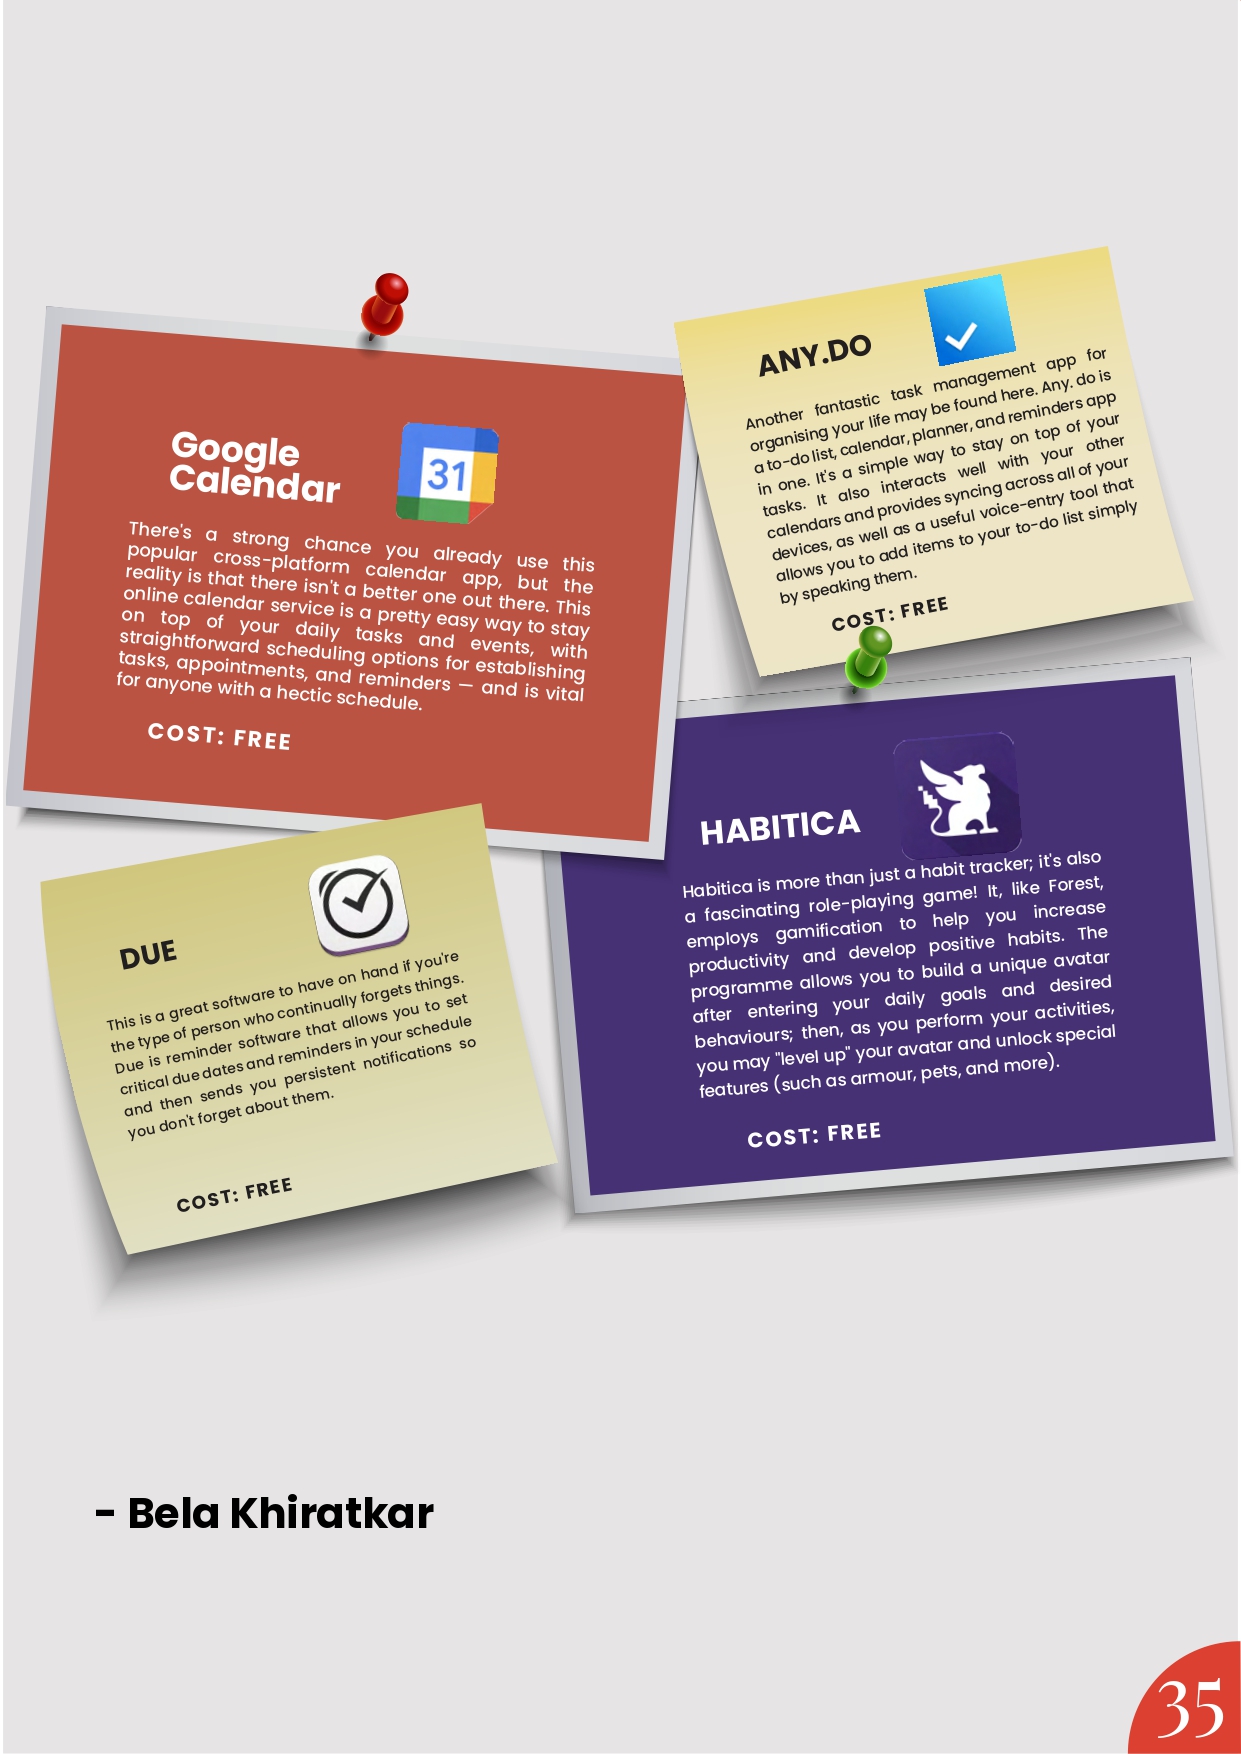 Google
Calendar
31
There's a strong chance you already use this
popular cross-platform calendar app, but the
reality is that there isn't a better one out there. This
online calendar service is a pretty easy way to stay
on top of your daily tasks and events, with
straightforward scheduling options for establishing
tasks, appointments, and reminders — and is vital
for anyone with a hectic schedule.
COST: FREE
ANY.DO
Another fantastic task management app for
organising your life may be found here. Any. do is
a to-do list, calendar, planner, and reminders app
in one. It's a simple way to stay on top of your
tasks. It also interacts well with your other
calendars and provides syncing across all of your
devices, as well as a useful voice-entry tool that
allows you to add items to your to-do list simply
by speaking them.
COST: FREE
DUE
This is a great software to have on hand if you're
the type of person who continually forgets things.
Due is reminder software that allows you to set
critical due dates and reminders in your schedule
and then sends you persistent notifications so
you don't forget about them.
COST: FREE
HABITICA
Habitica is more than just a habit tracker; it's also
a fascinating role-playing game! It, like Forest,
employs gamification to help you increase
productivity and develop positive habits. The
programme allows you to build a unique avatar
after entering your daily goals and desired
behaviours; then, as you perform your activities,
you may "level up" your avatar and unlock special
features (such as armour, pets, and more).
COST: FREE
- Bela Khiratkar
35